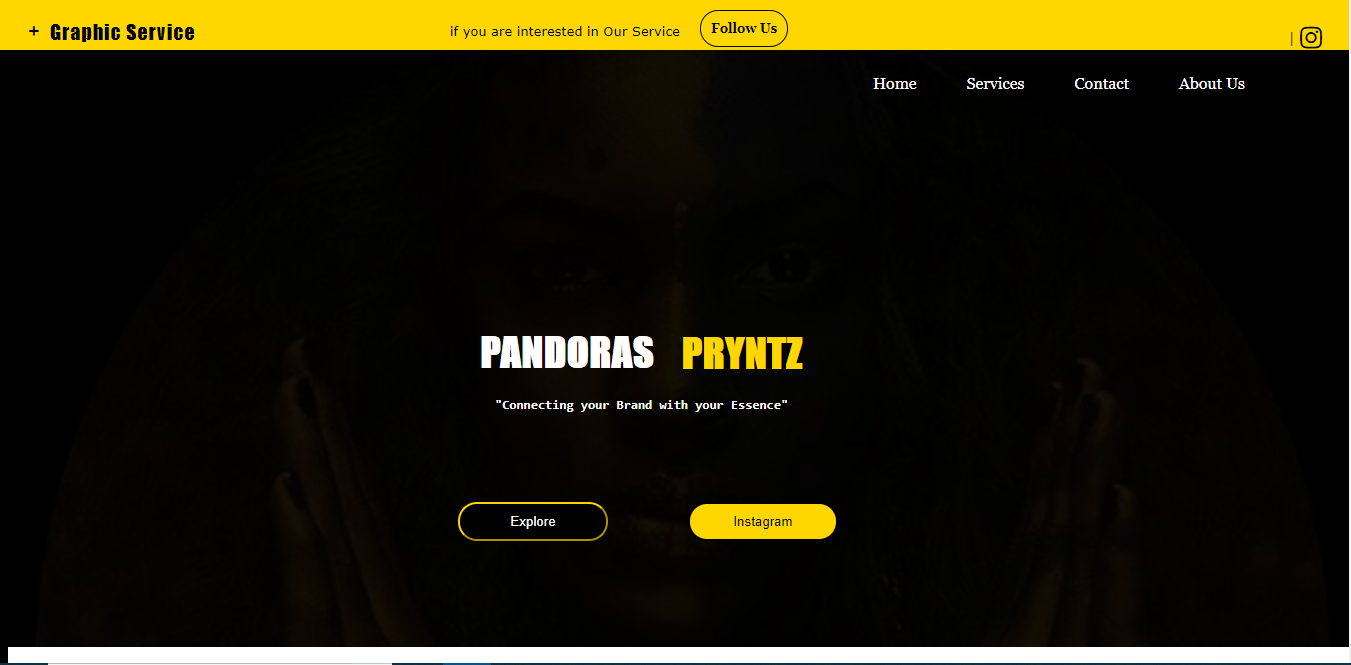 + Graphic Service
if you are interested in Our Service
Follow Us
|
Home Services Contact About Us
PANDORAS PRYNTZ
"Connecting your Brand with your Essence"
Explore
Instagram